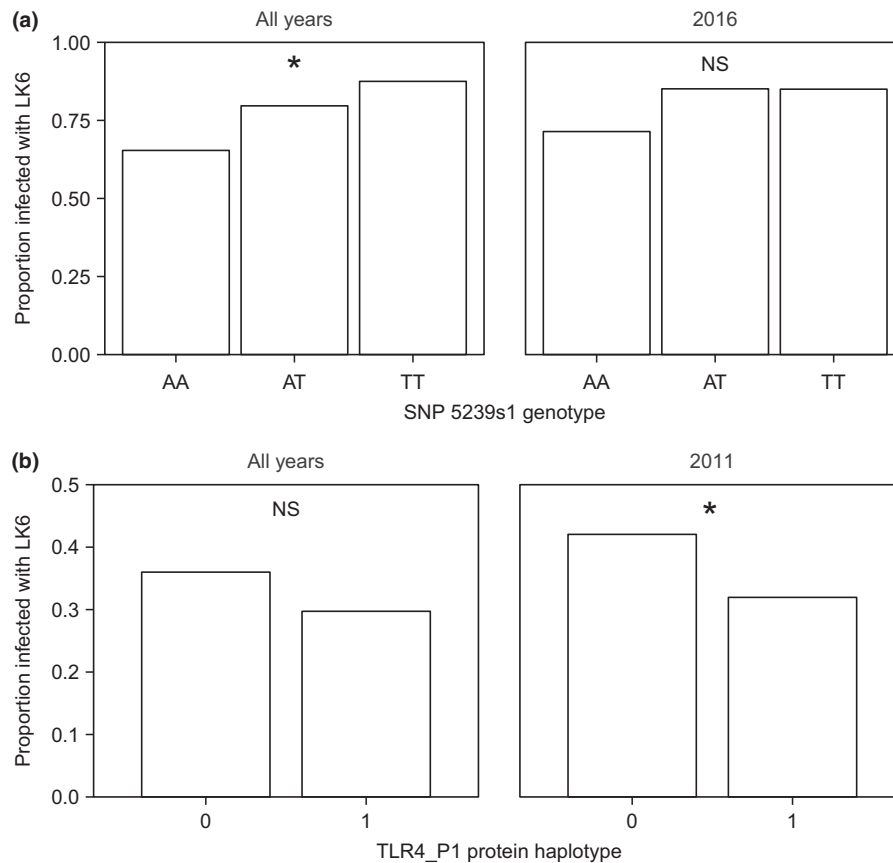 (a)
All years
2016
Proportion infected with LK6
1.00
0.75
0.50
0.25
0.00
*
NS
AA AT TT
AA AT TT
SNP 5239s1 genotype
(b)
All years
2011
Proportion infected with LK6
0.5
0.4
0.3
0.2
0.1
0.0
NS
*
0 1
0 1
TLR4_P1 protein haplotype